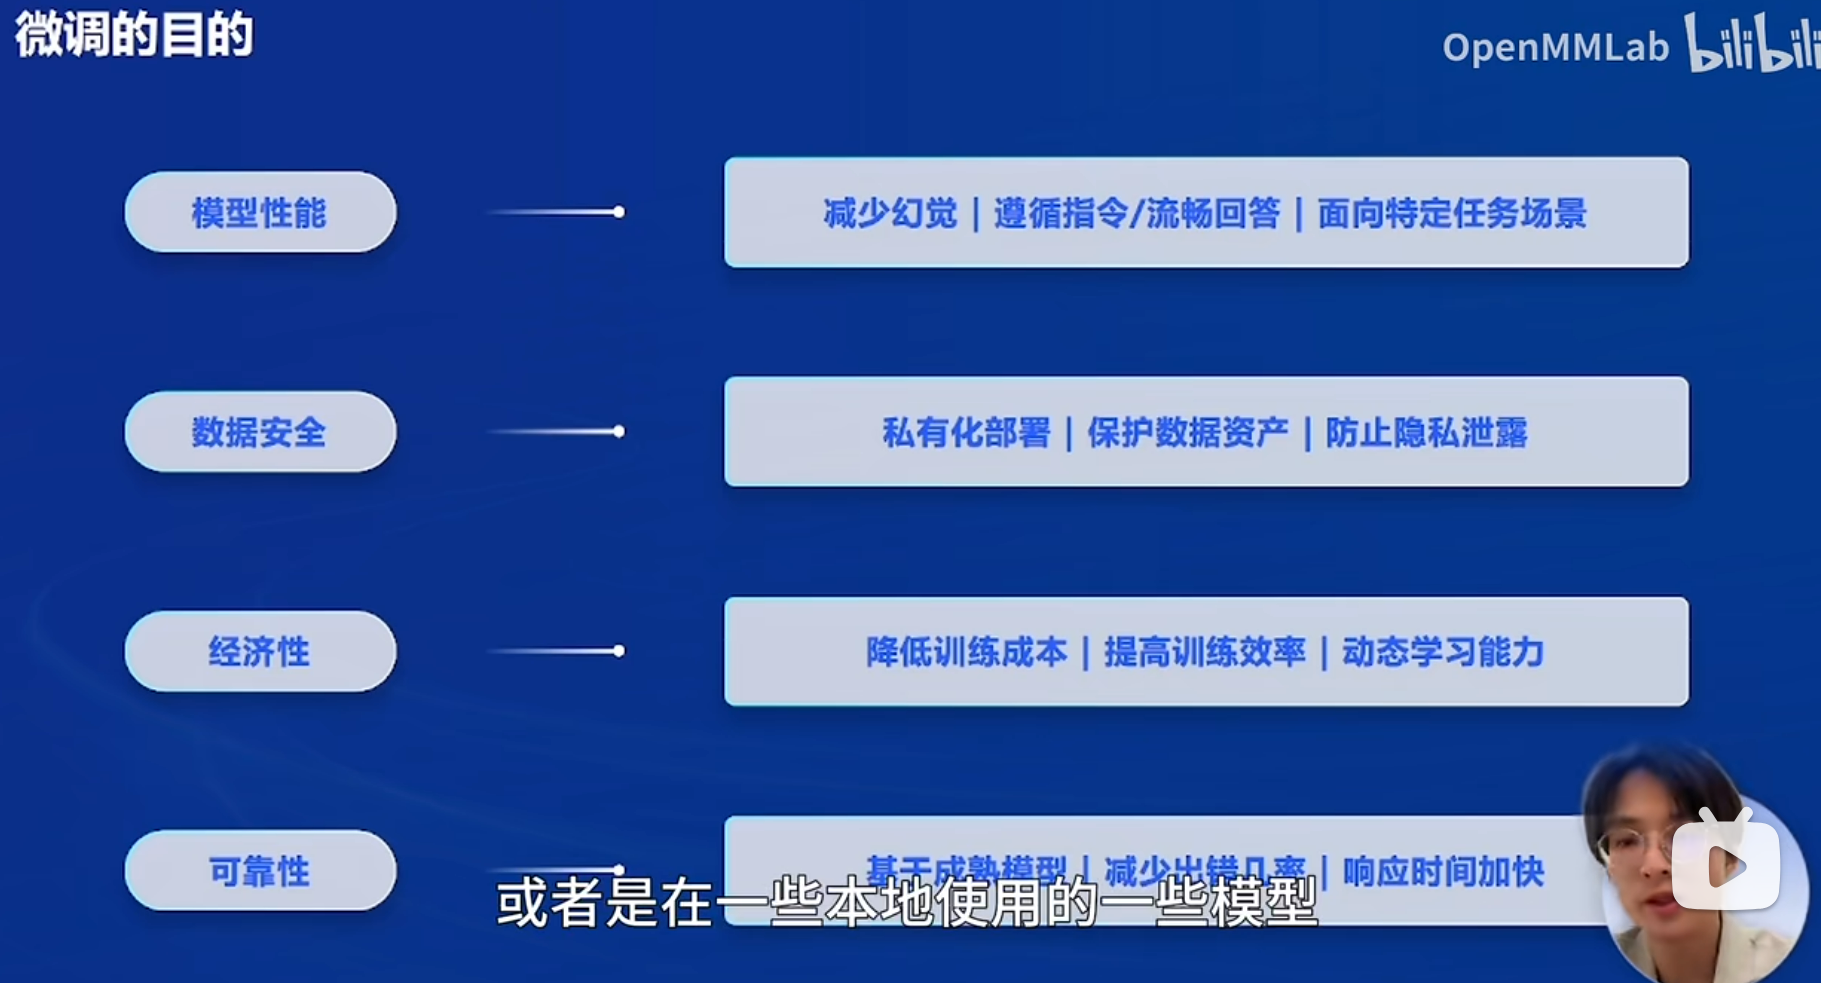 微调的目的
OpenMMLab bilibili
模型性能
减少幻觉 | 遵循指令/流畅回答 | 面向特定任务场景
数据安全
私有化部署 | 保护数据资产 | 防止隐私泄露
经济性
降低训练成本 | 提高训练效率 | 动态学习能力
可靠性
基于成熟模型 | 减少出错几率 | 响应时间加快
或者是在一些本地使用的一些模型